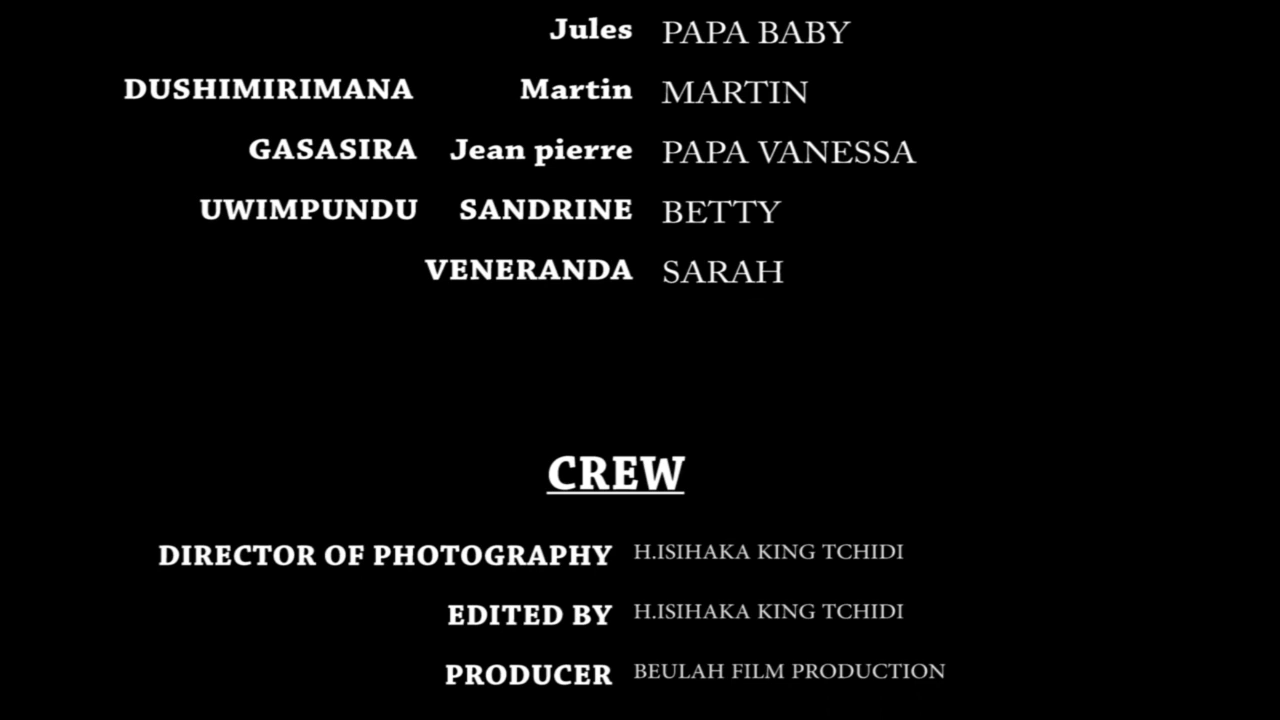 Jules PAPA BABY
DUSHIMIRIMANA Martin MARTIN
GASASIRA Jean pierre PAPA VANESSA
UWIMPUNDU SANDRINE BETTY
VENERANDA SARAH
CREW
DIRECTOR OF PHOTOGRAPHY H.ISIHAKA KING TCHIDI
EDITED BY H.ISIHAKA KING TCHIDI
PRODUCER BEULAH FILM PRODUCTION